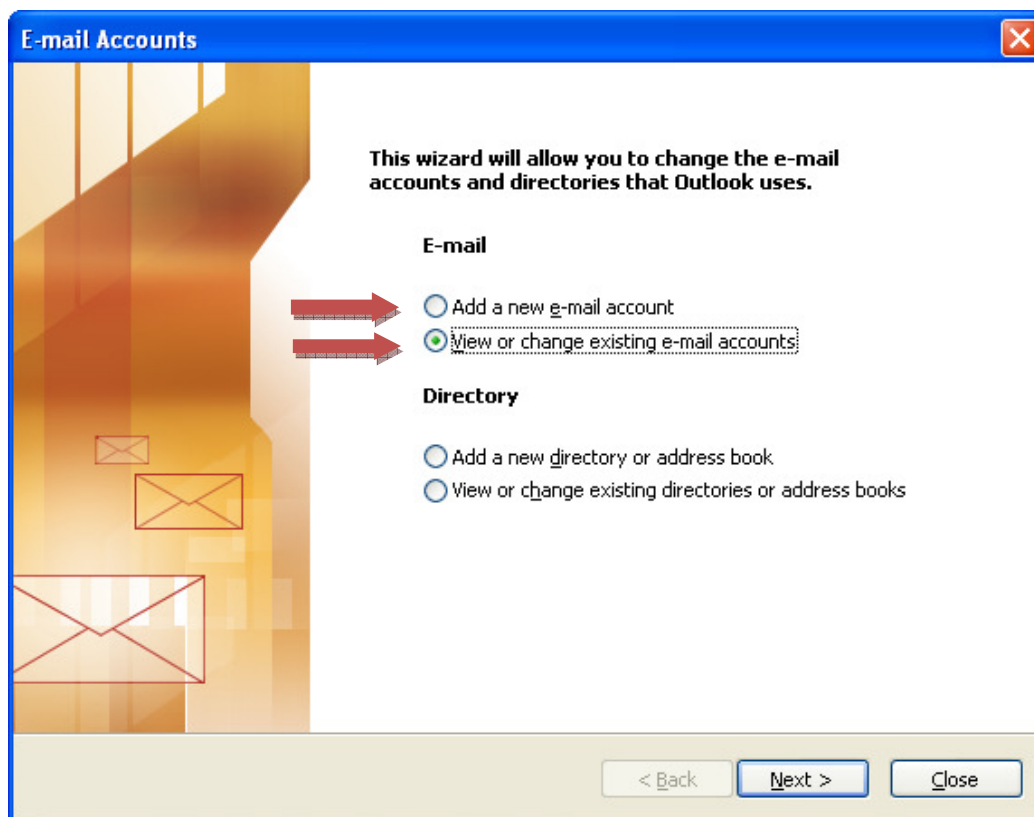 E-mail Accounts
This wizard will allow you to change the e-mail
accounts and directories that Outlook uses.
E-mail
Add a new e-mail account
View or change existing e-mail accounts
Directory
Add a new directory or address book
View or change existing directories or address books
< Back
Next >
Close